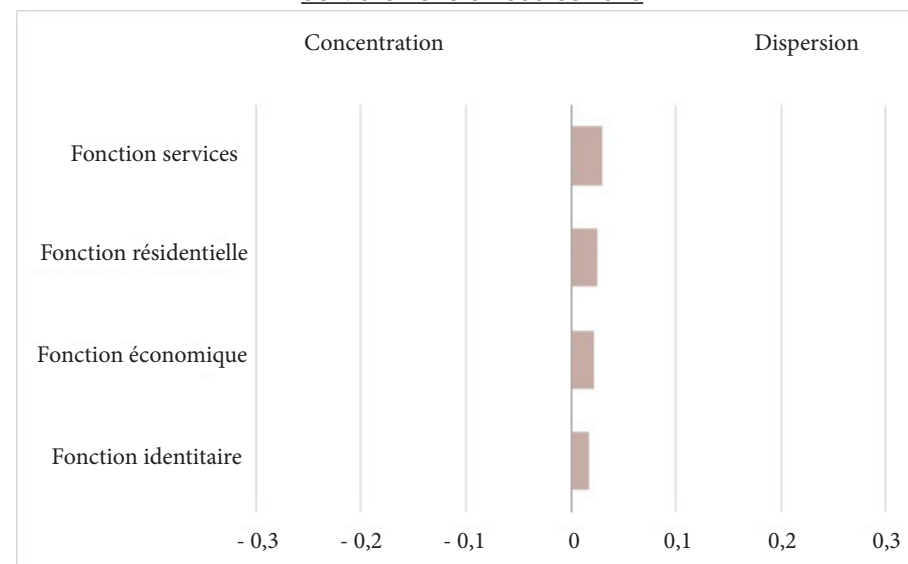 Concentration Dispersion
Fonction services
Fonction résidentielle
Fonction économique
Fonction identitaire
- 0,3 - 0,2 - 0,1 0 0,1 0,2 0,3